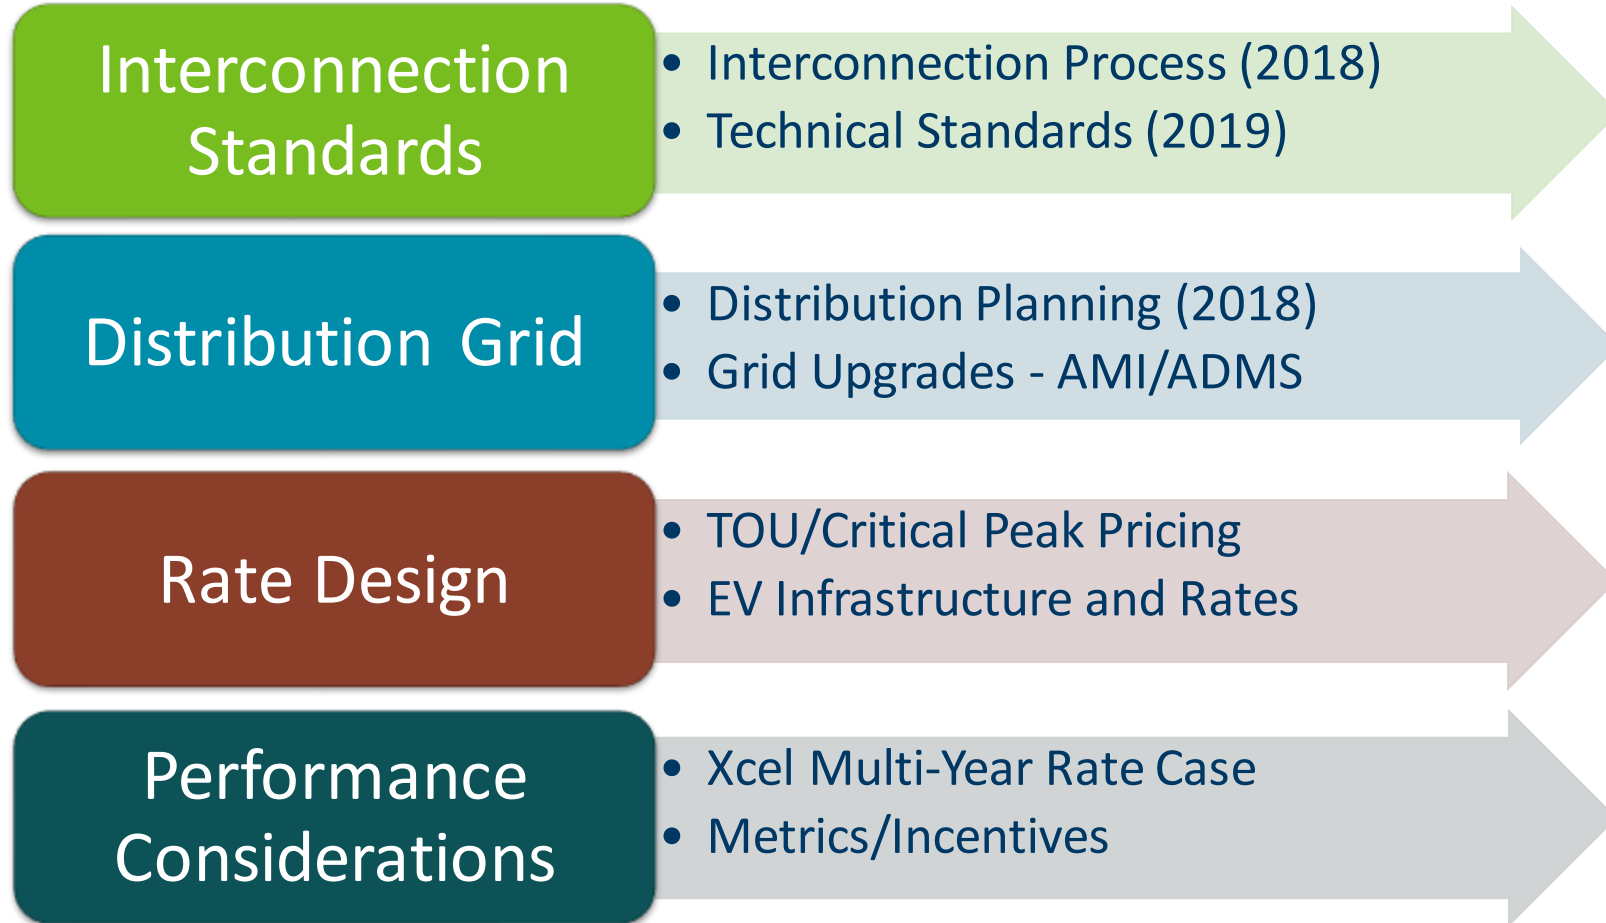 Interconnection
Standards
• Interconnection Process (2018)
• Technical Standards (2019)
Distribution Grid
• Distribution Planning (2018)
• Grid Upgrades - AMI/ADMS
Rate Design
• TOU/Critical Peak Pricing
• EV Infrastructure and Rates
Performance
Considerations
• Xcel Multi-Year Rate Case
• Metrics/Incentives